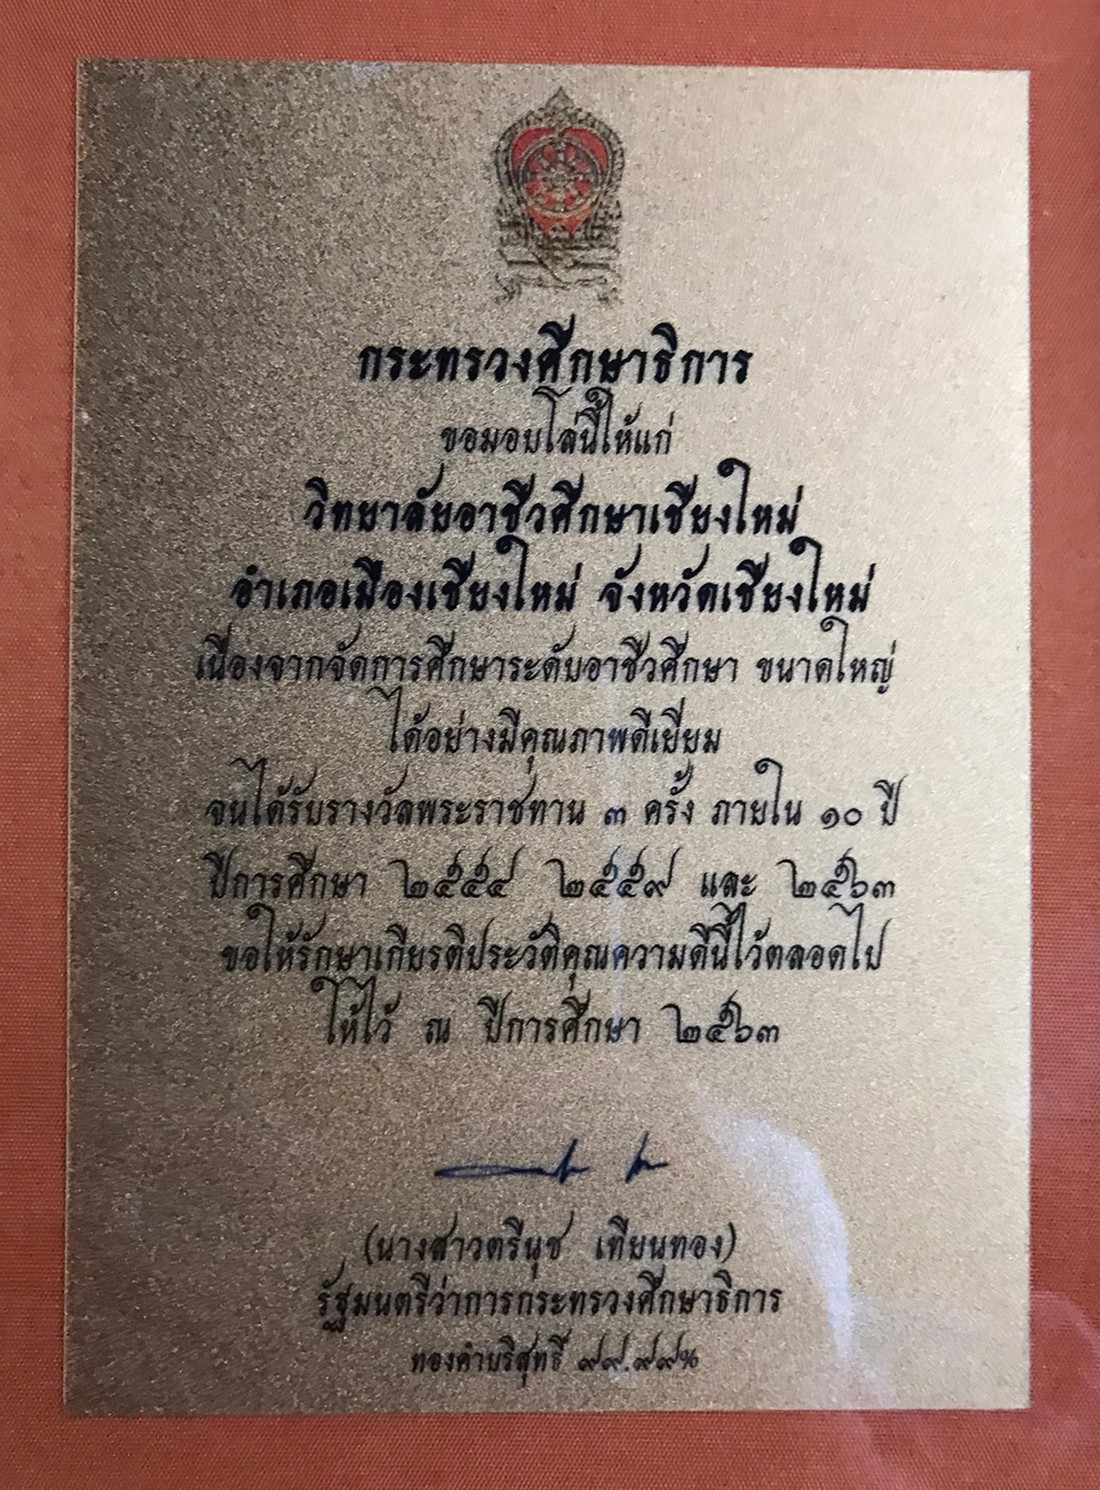 กระทรวงศึกษาธิการ
ขอมอบโล่นี้ให้แก่
วิทยาลัยอาชีวศึกษาเชียงใหม่
อำเภอเมืองเชียงใหม่ จังหวัดเชียงใหม่
เนื่องจากจัดการศึกษาระดับอาชีวศึกษา ขนาดใหญ่
ได้อย่างมีคุณภาพดีเยี่ยม
จนได้รับรางวัลพระราชทาน ๓ ครั้ง ภายใน ๑๐ ปี
ปีการศึกษา ๒๕๕๔ ๒๕๕๙ และ ๒๕๖๓
ขอให้รักษาเกียรติประวัติคุณความดีนี้ไว้ตลอดไป
ให้ไว้ ณ ปีการศึกษา ๒๕๖๓
(นางสาวตรีนุช เทียนทอง)
รัฐมนตรีว่าการกระทรวงศึกษาธิการ
ทองคำบริสุทธิ์ ๙๙.๙๙%